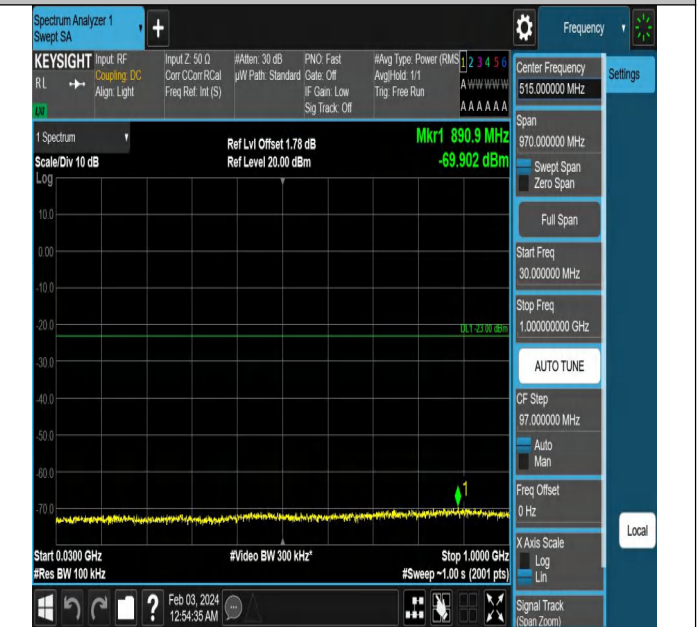 Spectrum Analyzer 1
Swept SA
Frequency
KEYSIGHT
RL
Input: RF
Coupling: DC
Align: Light
Input Z: 50 Ω
Corr CCorr RCal
Freq Ref: Int (S)
#Atten: 30 dB
µW Path: Standard
PNO: Fast
Gate: Off
IF Gain: Low
Sig Track: Off
#Avg Type: Power (RMS
Avg|Hold: 1/1
Trig: Free Run
1 2 3 4 5 6
A W W W W W
A A A A A A
1 Spectrum
Scale/Div 10 dB
Log
Ref Lvl Offset 1.78 dB
Ref Level 20.00 dBm
Mkr1 890.9 MHz
-69.902 dBm
10.0
0.00
-10.0
-20.0
-30.0
-40.0
-50.0
-60.0
-70.0
DL1 -23.00 dBm
1
Start 0.0300 GHz
#Res BW 100 kHz
#Video BW 300 kHz*
Stop 1.0000 GHz
#Sweep ~1.00 s (2001 pts)
Feb 03, 2024
12:54:35 AM
Center Frequency
515.000000 MHz
Settings
Span
970.000000 MHz
Swept Span
Zero Span
Full Span
Start Freq
30.000000 MHz
Stop Freq
1.000000000 GHz
AUTO TUNE
CF Step
97.000000 MHz
Auto
Man
Freq Offset
0 Hz
X Axis Scale
Log
Lin
Local
Signal Track
(Span Zoom)